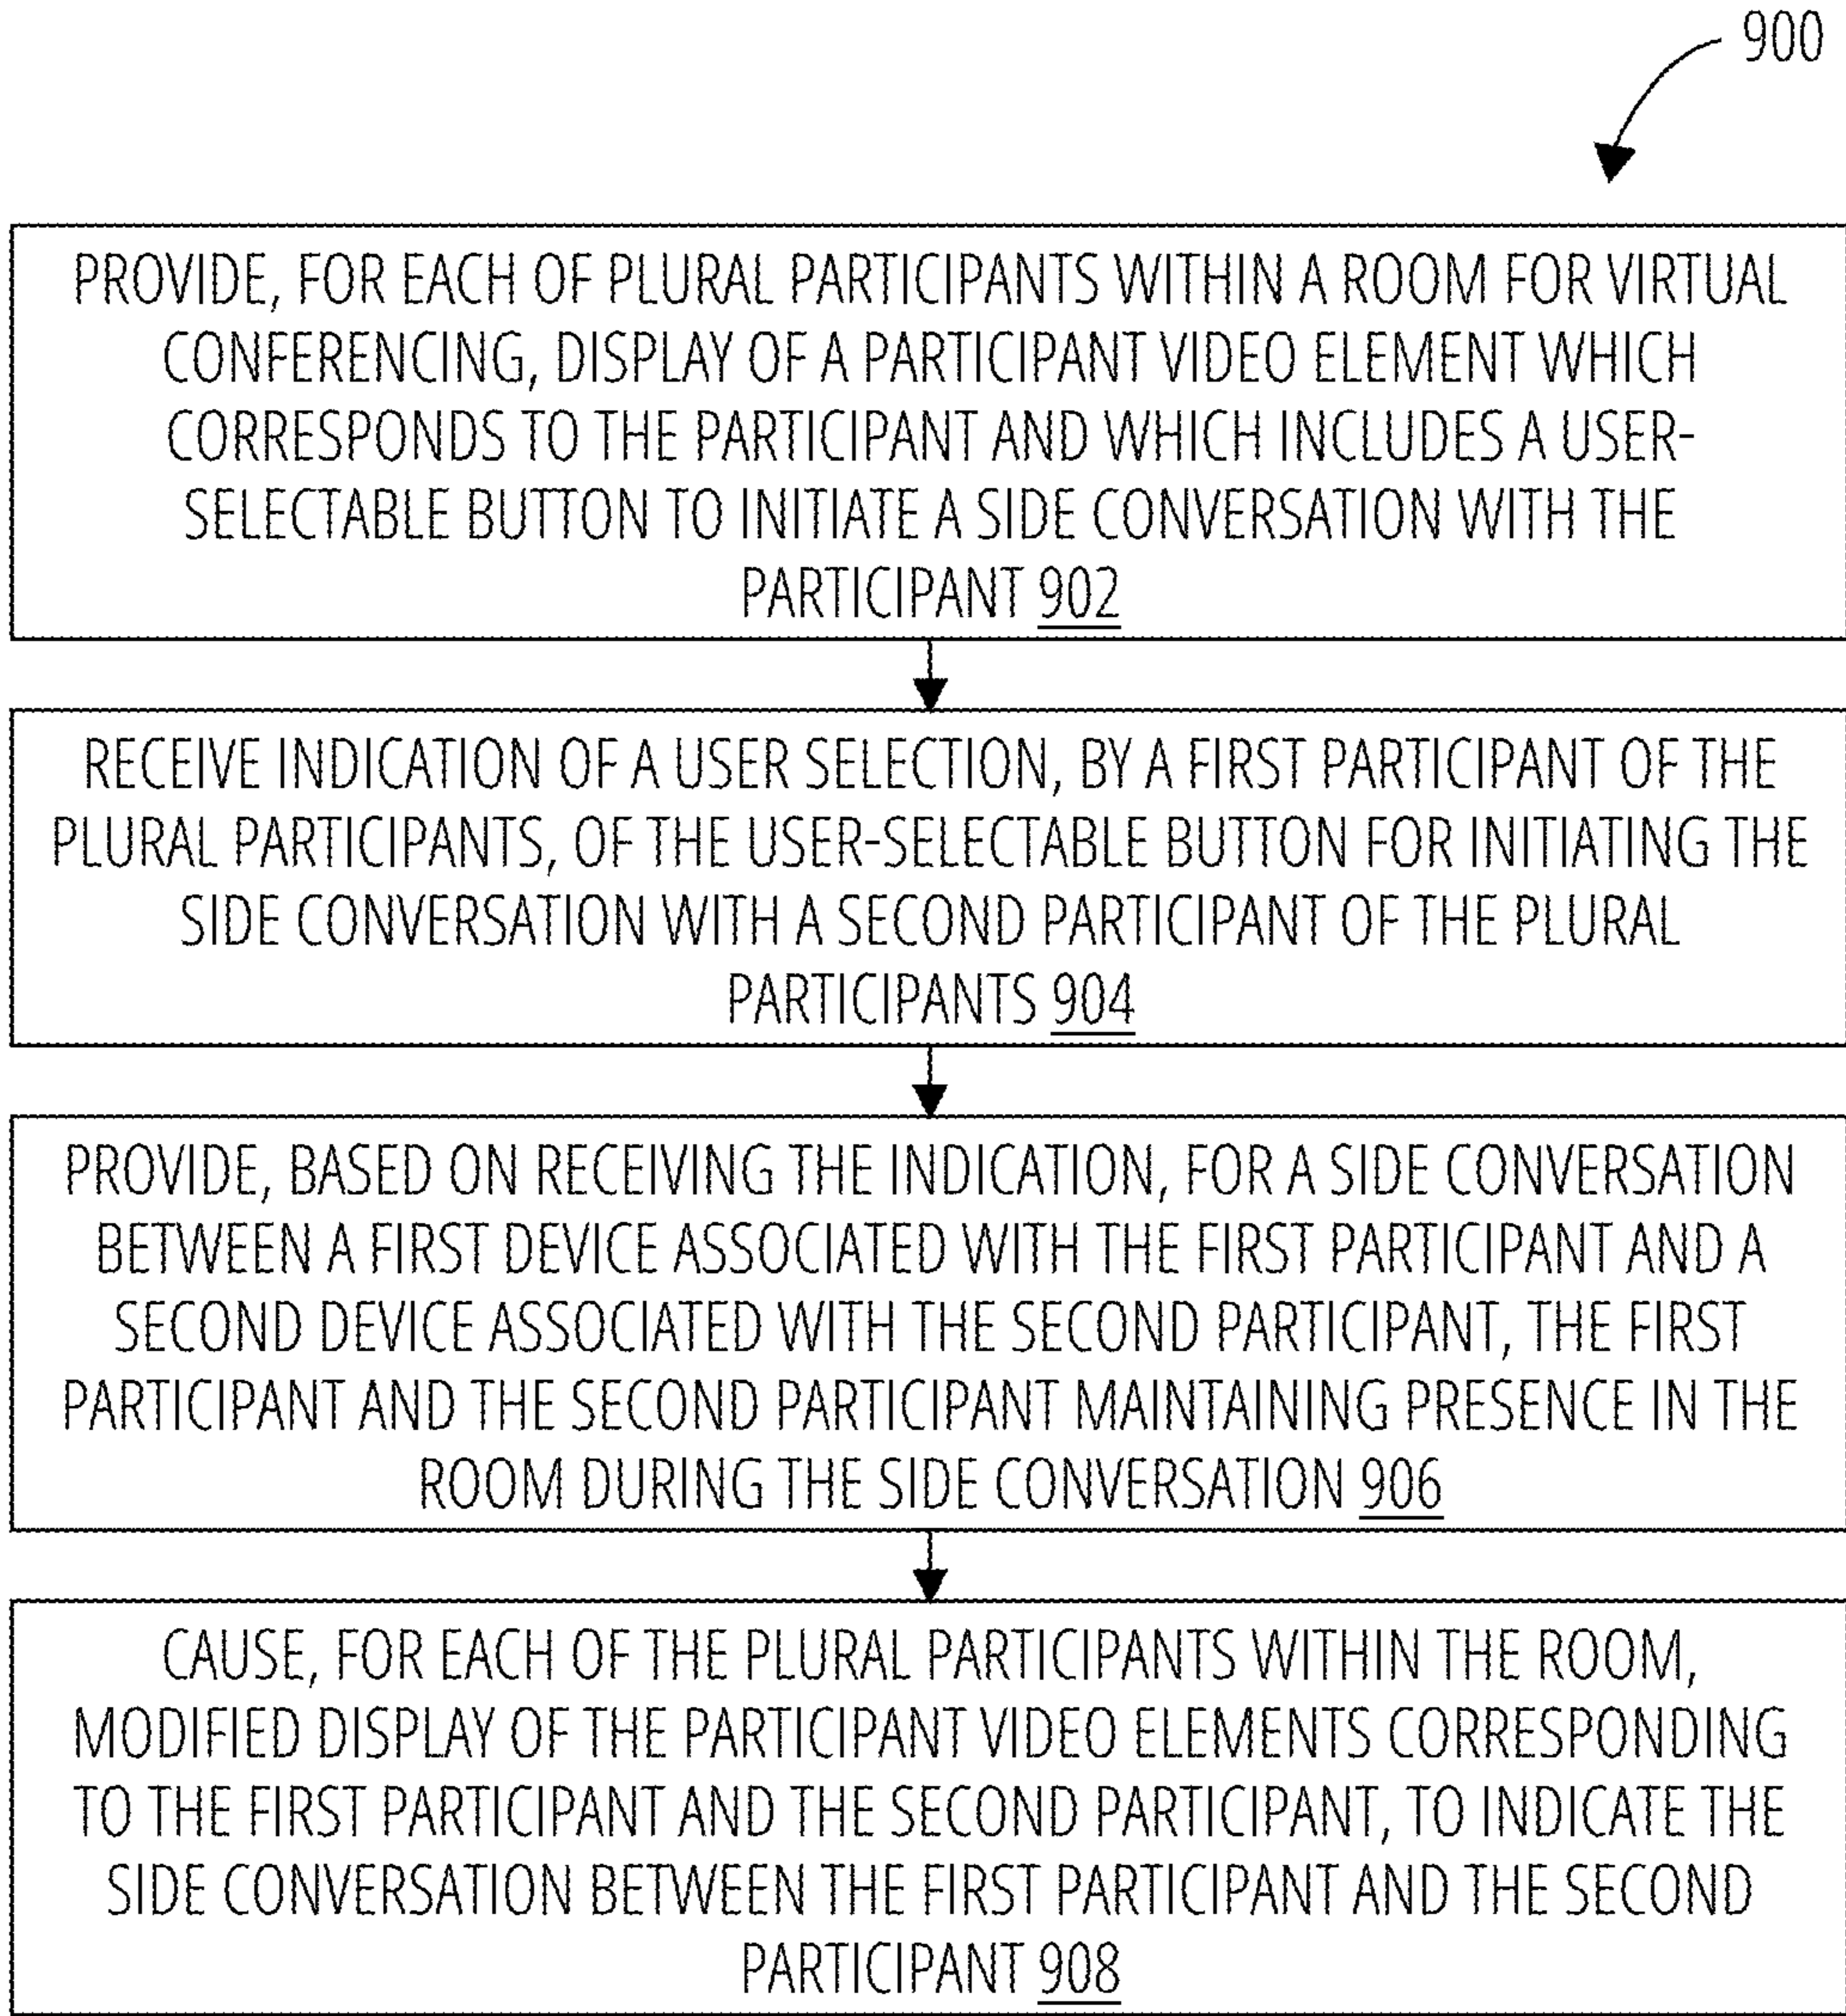 900
PROVIDE, FOR EACH OF PLURAL PARTICIPANTS WITHIN A ROOM FOR VIRTUAL
CONFERENCING, DISPLAY OF A PARTICIPANT VIDEO ELEMENT WHICH
CORRESPONDS TO THE PARTICIPANT AND WHICH INCLUDES A USER-
SELECTABLE BUTTON TO INITIATE A SIDE CONVERSATION WITH THE
PARTICIPANT 902
RECEIVE INDICATION OF A USER SELECTION, BY A FIRST PARTICIPANT OF THE
PLURAL PARTICIPANTS, OF THE USER-SELECTABLE BUTTON FOR INITIATING THE
SIDE CONVERSATION WITH A SECOND PARTICIPANT OF THE PLURAL
PARTICIPANTS 904
PROVIDE, BASED ON RECEIVING THE INDICATION, FOR A SIDE CONVERSATION
BETWEEN A FIRST DEVICE ASSOCIATED WITH THE FIRST PARTICIPANT AND A
SECOND DEVICE ASSOCIATED WITH THE SECOND PARTICIPANT, THE FIRST
PARTICIPANT AND THE SECOND PARTICIPANT MAINTAINING PRESENCE IN THE
ROOM DURING THE SIDE CONVERSATION 906
CAUSE, FOR EACH OF THE PLURAL PARTICIPANTS WITHIN THE ROOM,
MODIFIED DISPLAY OF THE PARTICIPANT VIDEO ELEMENTS CORRESPONDING
TO THE FIRST PARTICIPANT AND THE SECOND PARTICIPANT, TO INDICATE THE
SIDE CONVERSATION BETWEEN THE FIRST PARTICIPANT AND THE SECOND
PARTICIPANT 908